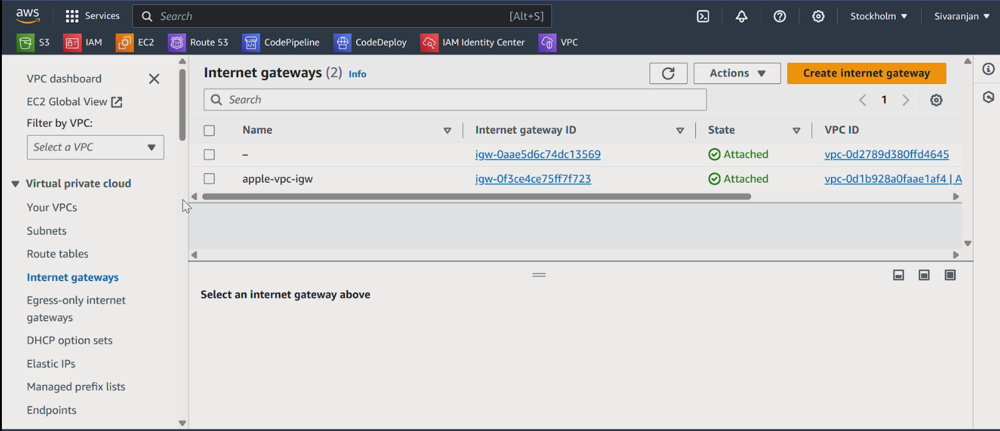 aws Services Search [Alt+S] Stockholm Sivaranjan
S3 IAM EC2 Route 53 CodePipeline CodeDeploy IAM Identity Center VPC
VPC dashboard
EC2 Global View
Filter by VPC:
Select a VPC
Virtual private cloud
Your VPCs
Subnets
Route tables
Internet gateways
Egress-only internet
gateways
DHCP option sets
Elastic IPs
Managed prefix lists
Endpoints
Internet gateways (2) Info Actions Create internet gateway
Search 1
Name Internet gateway ID State VPC ID
– igw-0aae5d6c74dc13569 Attached vpc-0d2789d380ffd4645
apple-vpc-igw igw-0f3ce4ce75ff7f723 Attached vpc-0d1b928a0faae1af4 | A
Select an internet gateway above